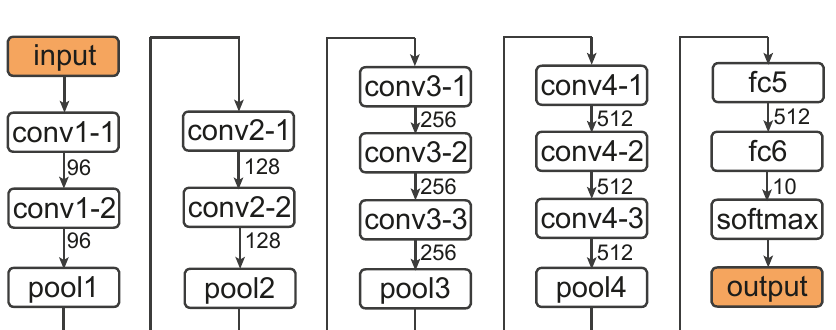 input
conv1-1
96
conv1-2
96
pool1
conv2-1
128
conv2-2
128
pool2
conv3-1
256
conv3-2
256
conv3-3
256
pool3
conv4-1
512
conv4-2
512
conv4-3
512
pool4
fc5
512
fc6
10
softmax
output